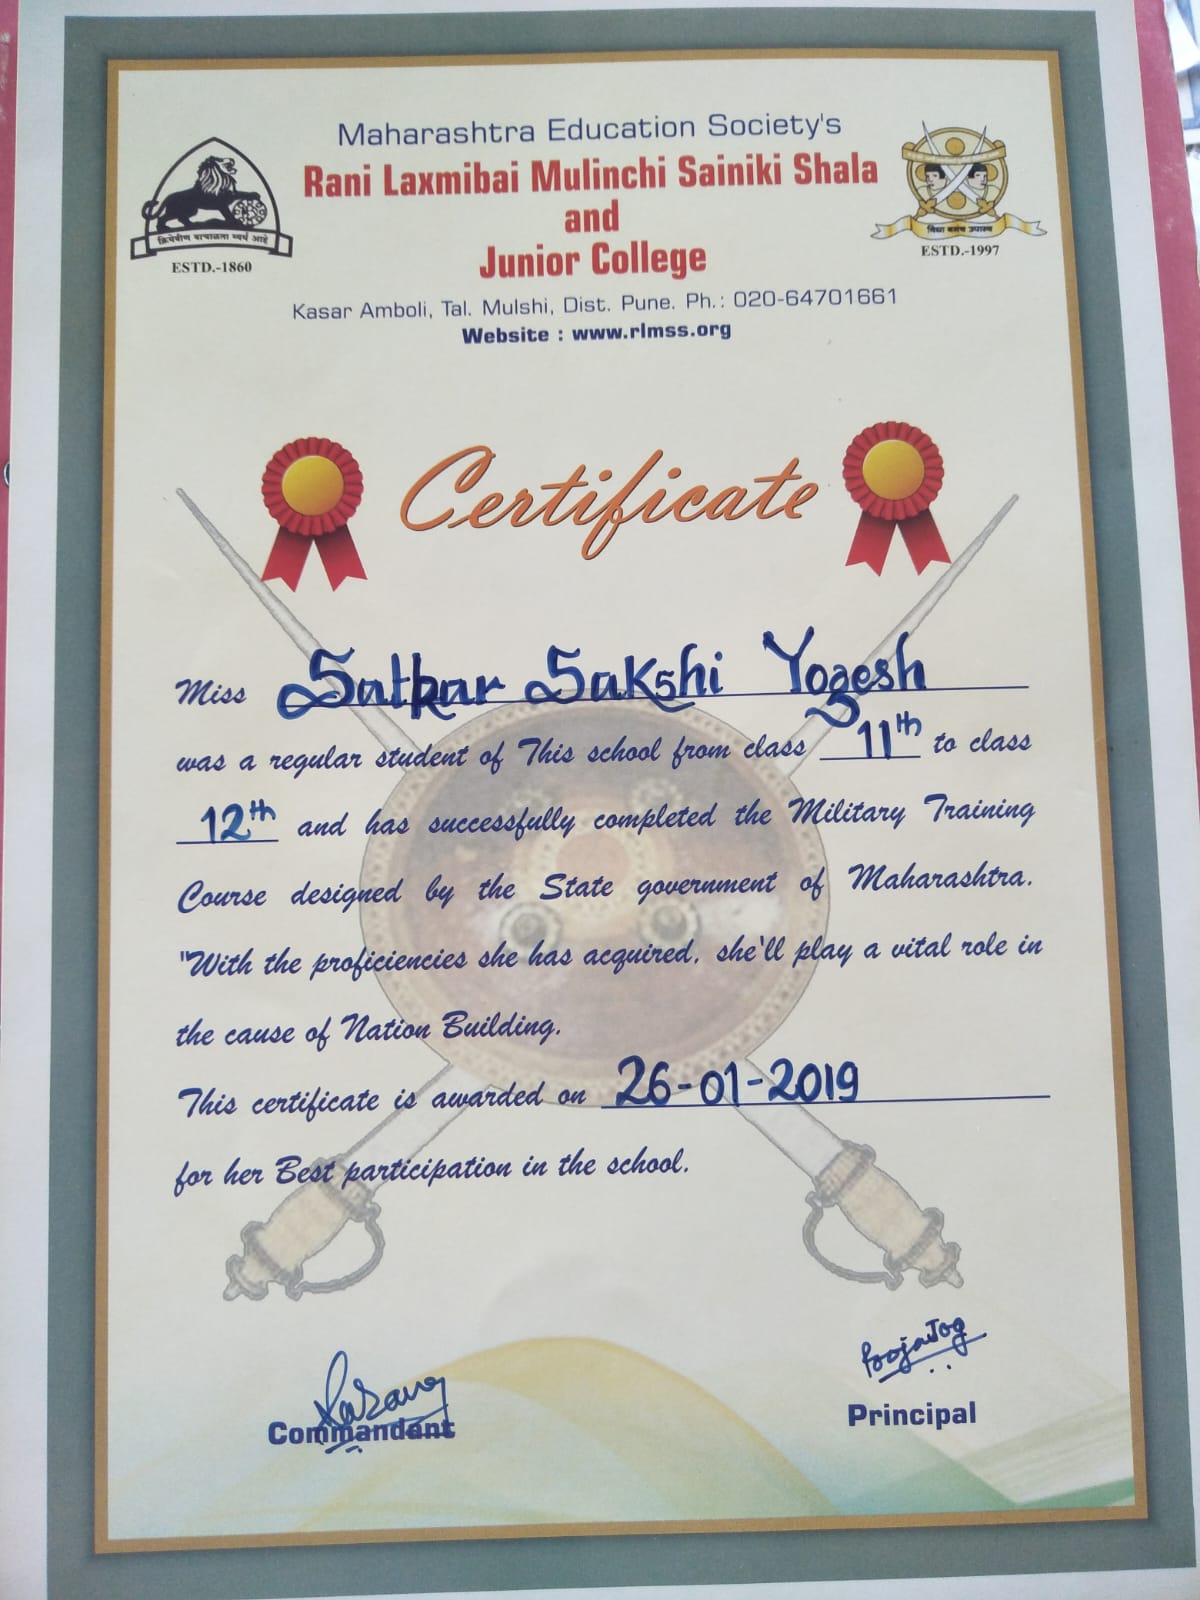 Maharashtra Education Society's
Rani Laxmibai Mulinchi Sainiki Shala
and
Junior College
क्रियेवीण वाचाळता व्यर्थ आहे
ESTD.-1860
ESTD.-1997
Kasar Amboli, Tal. Mulshi, Dist. Pune. Ph.: 020-64701661
Website : www.rlmss.org
Certificate
Miss Satkar Sakshi Yogesh
was a regular student of This school from class 11th to class
12th and has successfully completed the Military Training
Course designed by the State government of Maharashtra.
"With the proficiencies she has acquired, she'll play a vital role in
the cause of Nation Building.
This certificate is awarded on 26-01-2019
for her Best participation in the school.
PoojaJog
Commandant
Principal